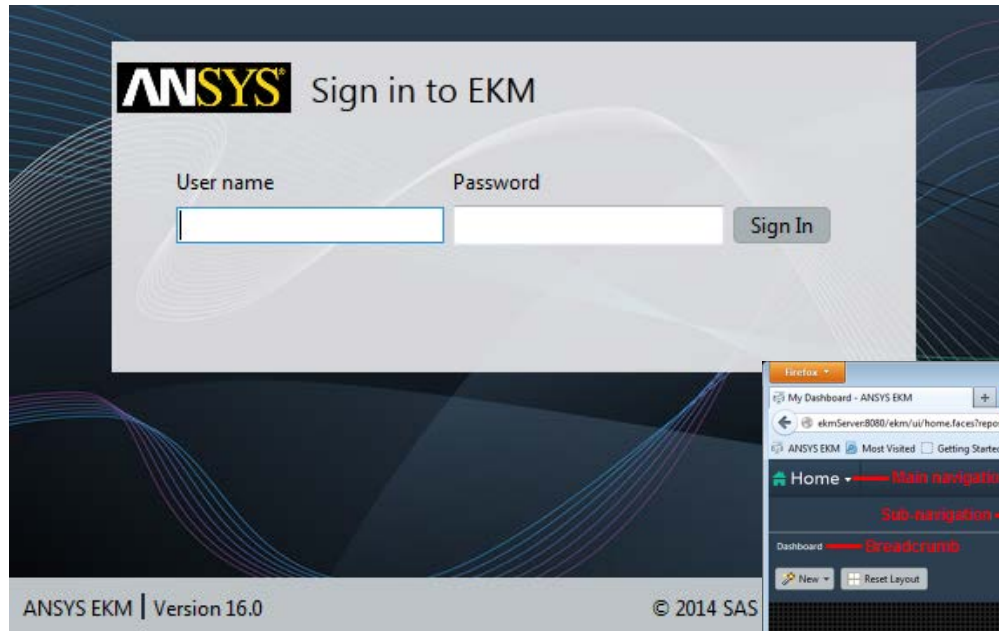 ANSYS® Sign in to EKM
User name Password
Sign In
Firefox
My Dashboard - ANSYS EKM +
ekmServer:8080/ekm/ui/home.faces?repo
ANSYS EKM Most Visited Getting Started
Home Main navigatio
Sub-navigation
Dashboard Breadcrumb
New Reset Layout
ANSYS EKM | Version 16.0 © 2014 SAS